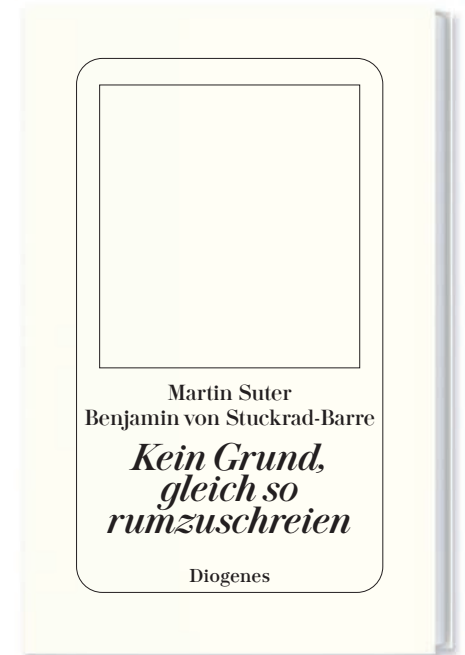 Martin Suter
Benjamin von Stuckrad-Barre
Kein Grund,
gleich so
rumzuschreien
Diogenes